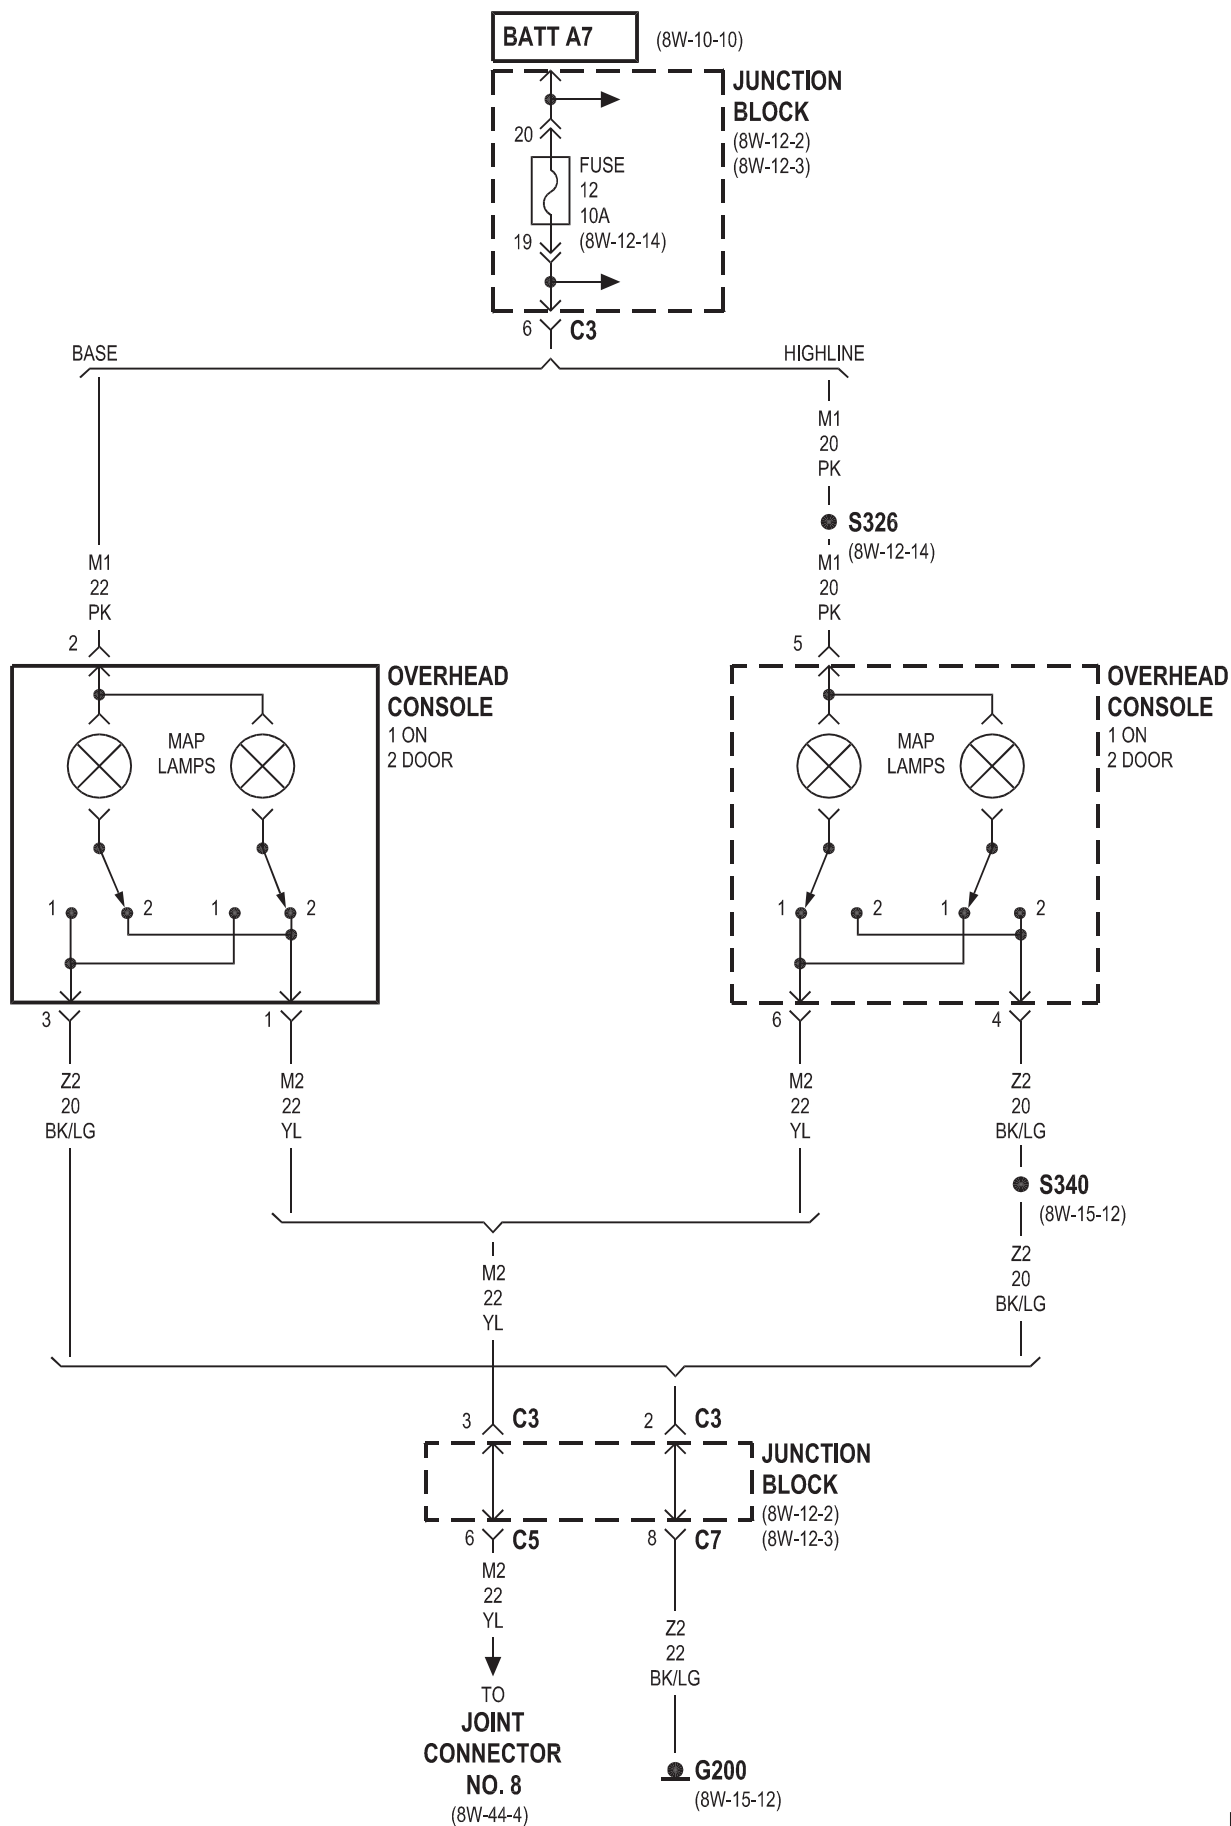 BATT A7
(8W-10-10)
JUNCTION
BLOCK
(8W-12-2)
(8W-12-3)
20
FUSE
12
10A
(8W-12-14)
19
6
C3
BASE
HIGHLINE
M1
20
PK
S326
(8W-12-14)
M1
22
PK
M1
20
PK
2
5
OVERHEAD
CONSOLE
1 ON
2 DOOR
MAP
LAMPS
OVERHEAD
CONSOLE
1 ON
2 DOOR
MAP
LAMPS
1
2
1
2
1
2
1
2
3
1
6
4
Z2
20
BK/LG
M2
22
YL
M2
22
YL
Z2
20
BK/LG
S340
(8W-15-12)
M2
22
YL
Z2
20
BK/LG
3
C3
2
C3
JUNCTION
BLOCK
(8W-12-2)
(8W-12-3)
6
C5
8
C7
M2
22
YL
Z2
22
BK/LG
TO
JOINT
CONNECTOR
NO. 8
(8W-44-4)
G200
(8W-15-12)